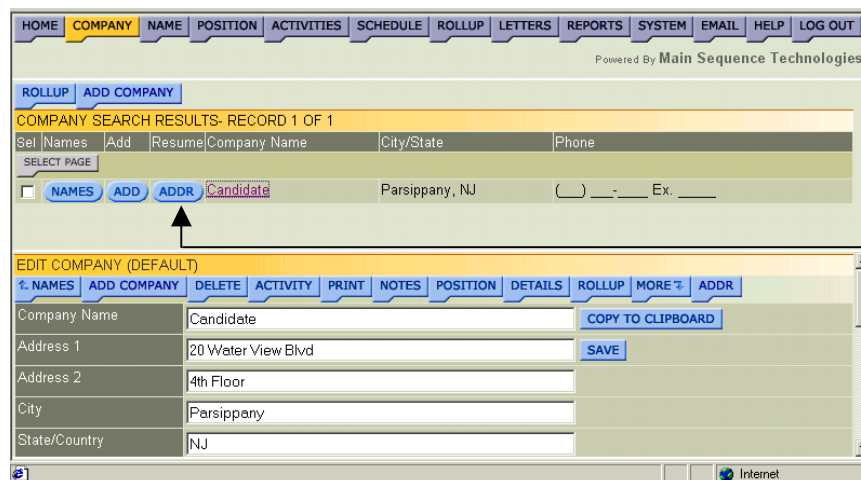 HOME COMPANY NAME POSITION ACTIVITIES SCHEDULE ROLLUP LETTERS REPORTS SYSTEM EMAIL HELP LOG OUT
Powered By Main Sequence Technologies
ROLLUP ADD COMPANY
COMPANY SEARCH RESULTS- RECORD 1 OF 1
Sel Names Add Resume Company Name City/State Phone
SELECT PAGE
NAMES ADD ADDR Candidate Parsippany, NJ (__) __-___ Ex. ____
EDIT COMPANY (DEFAULT)
NAMES ADD COMPANY DELETE ACTIVITY PRINT NOTES POSITION DETAILS ROLLUP MORE ADDR
Company Name Candidate COPY TO CLIPBOARD
Address 1 20 Water View Blvd SAVE
Address 2 4th Floor
City Parsippany
State/Country NJ
Internet